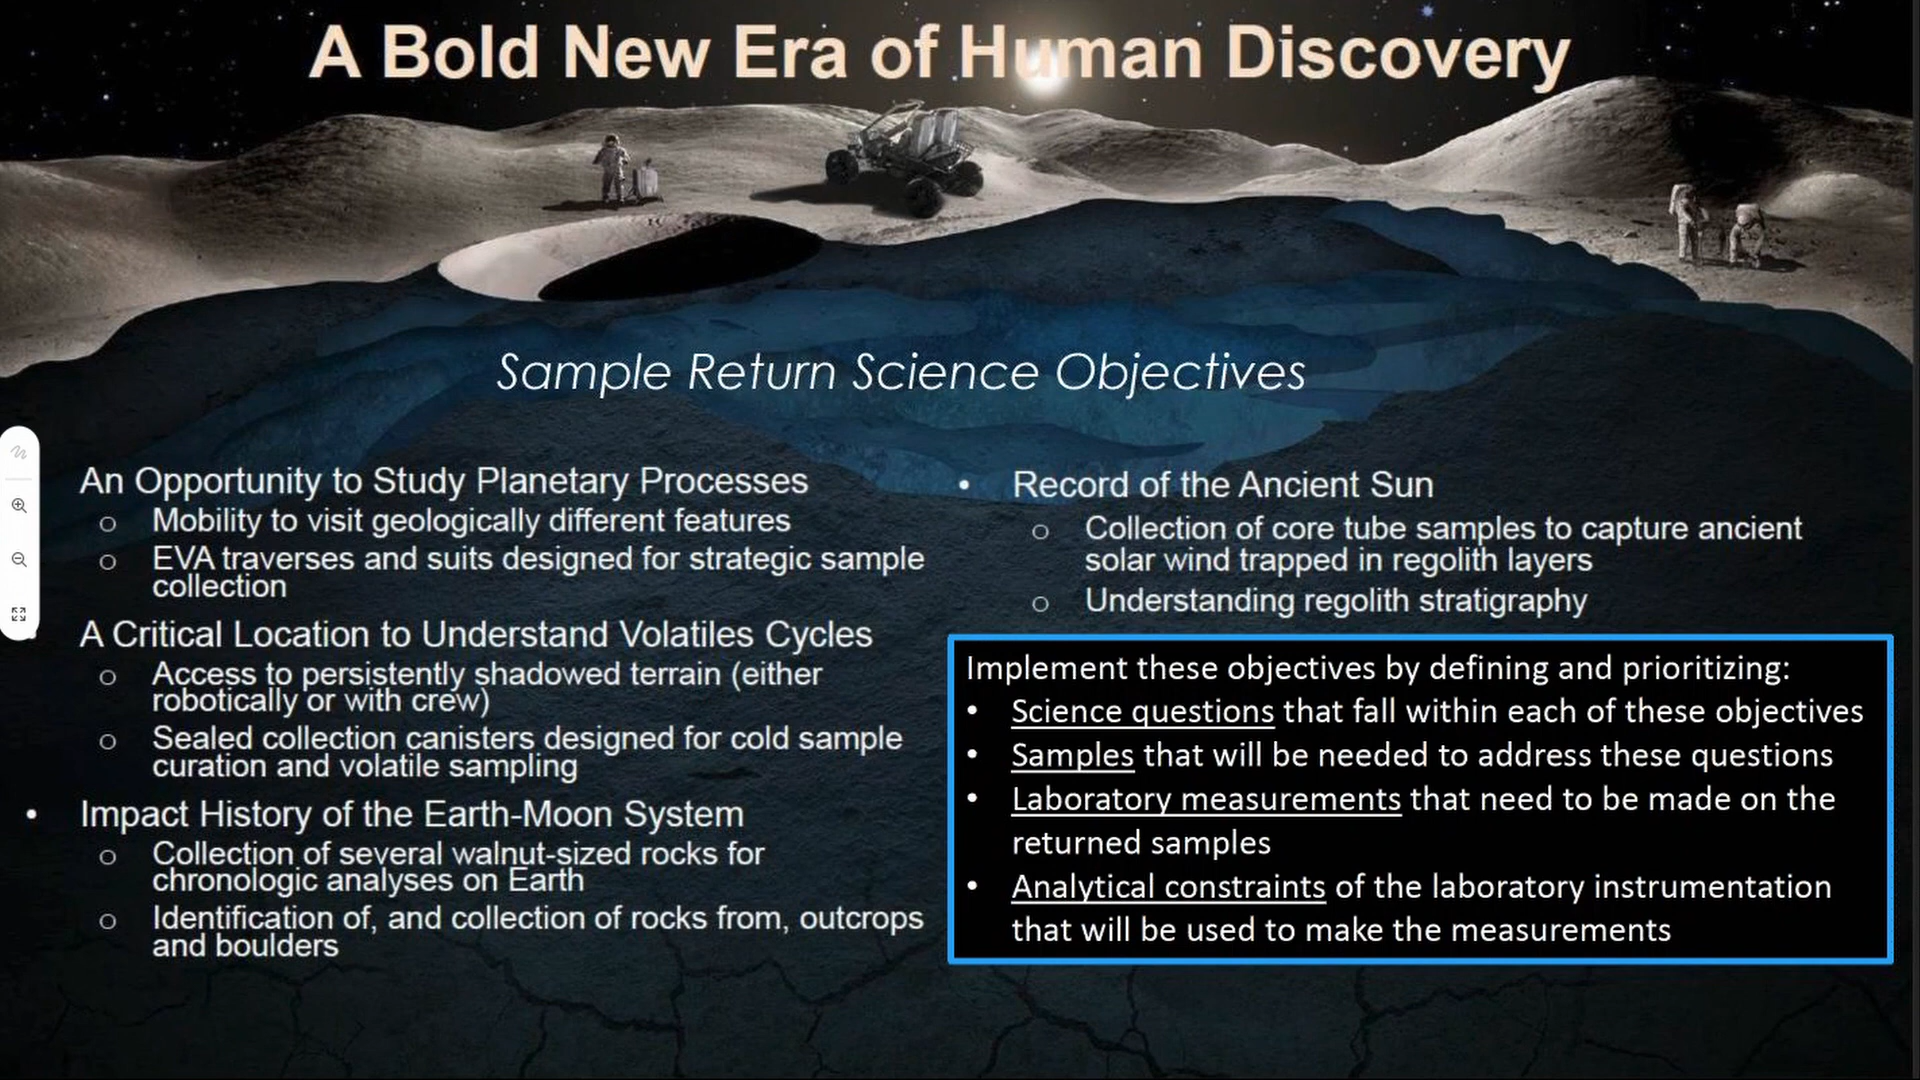 A Bold New Era of Human Discovery
Sample Return Science Objectives
An Opportunity to Study Planetary Processes
o Mobility to visit geologically different features
o EVA traverses and suits designed for strategic sample
collection
A Critical Location to Understand Volatiles Cycles
o Access to persistently shadowed terrain (either
robotically or with crew)
o Sealed collection canisters designed for cold sample
curation and volatile sampling
• Impact History of the Earth-Moon System
o Collection of several walnut-sized rocks for
chronologic analyses on Earth
o Identification of, and collection of rocks from, outcrops
and boulders
• Record of the Ancient Sun
o Collection of core tube samples to capture ancient
solar wind trapped in regolith layers
o Understanding regolith stratigraphy
Implement these objectives by defining and prioritizing:
• Science questions that fall within each of these objectives
• Samples that will be needed to address these questions
• Laboratory measurements that need to be made on the
returned samples
• Analytical constraints of the laboratory instrumentation
that will be used to make the measurements